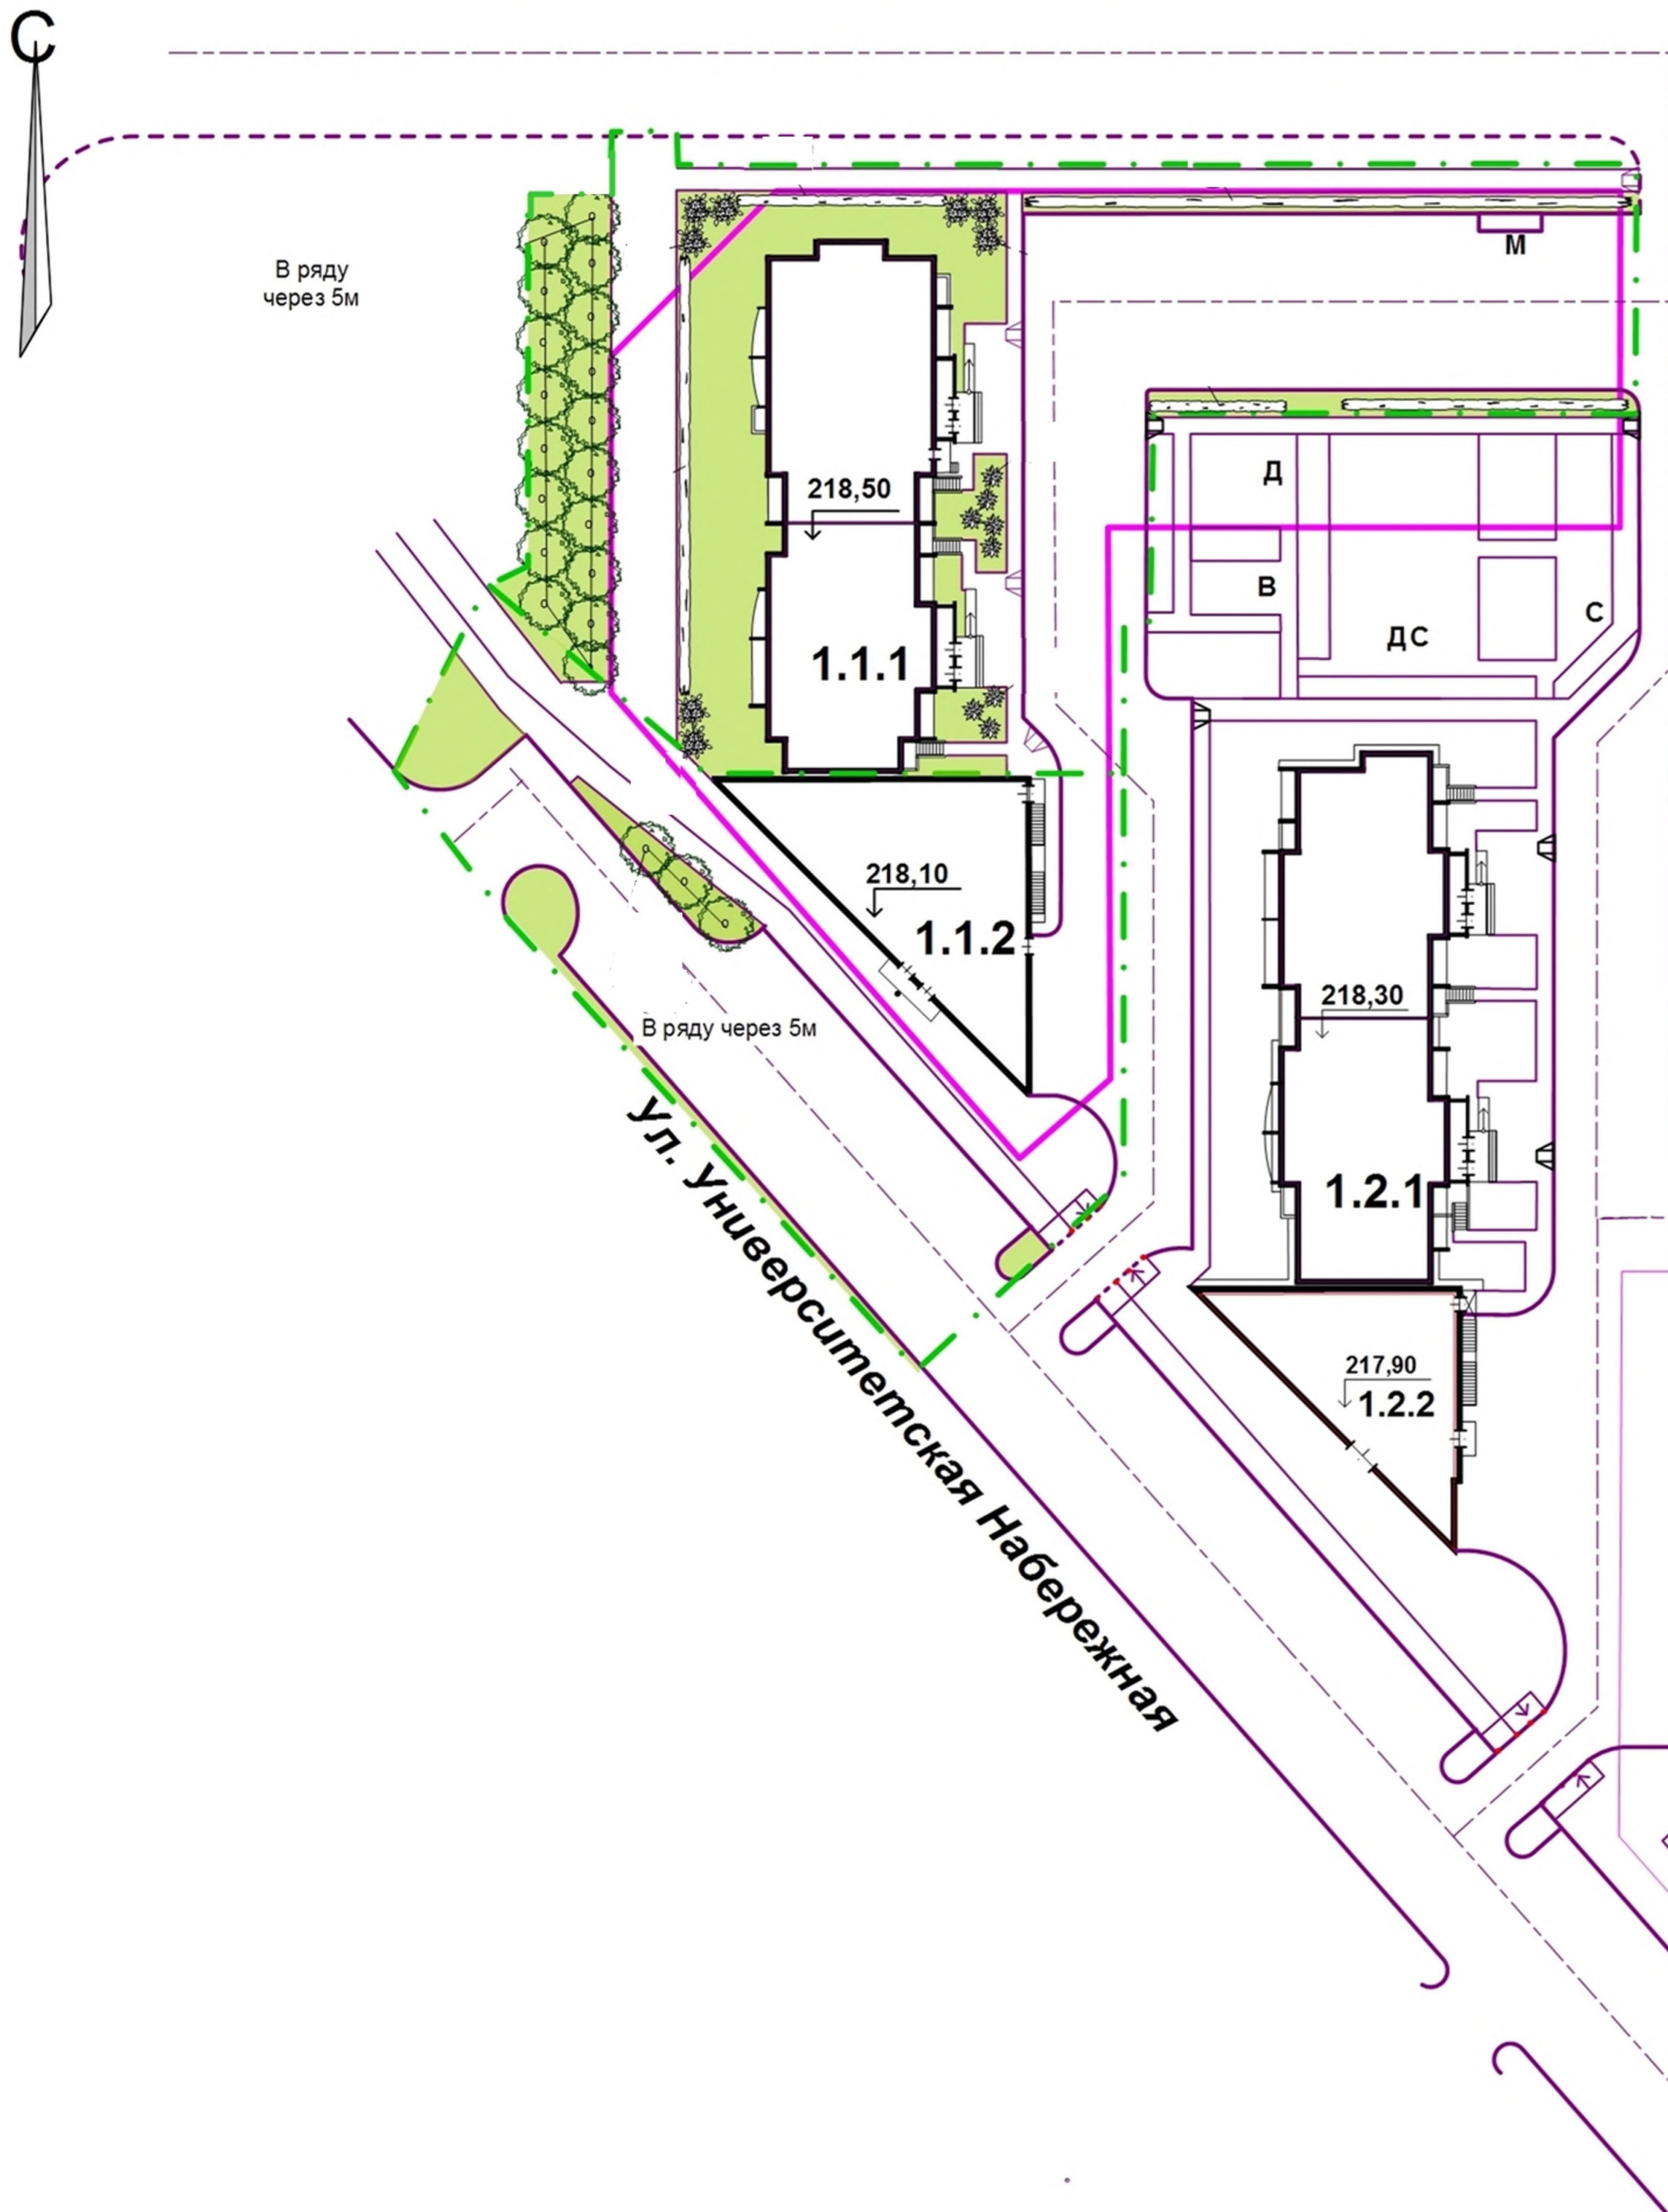 С
В ряду
через 5м
М
Д
218,50
В
С
ДС
1.1.1
218,10
1.1.2
218,30
В ряду через 5м
Ул. Университетская Набережная
1.2.1
217,90
1.2.2